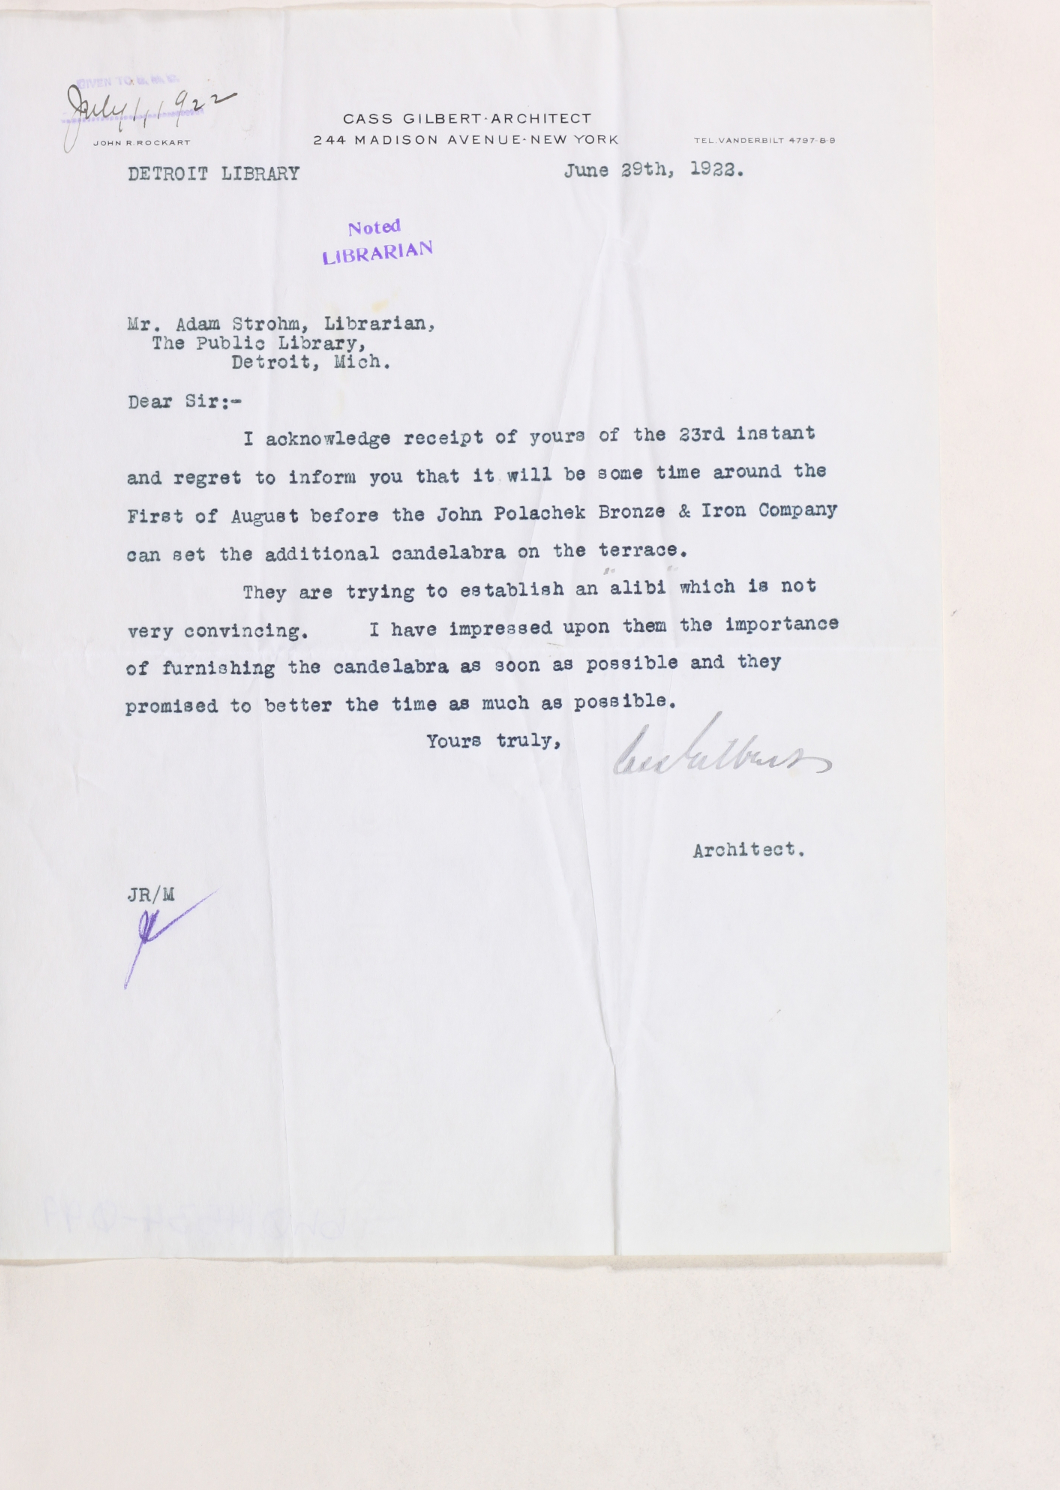 July 1, 1922
CASS GILBERT·ARCHITECT
244 MADISON AVENUE·NEW YORK
JOHN R. ROCKART
TEL. VANDERBILT 4797-8-9
DETROIT LIBRARY June 29th, 1922.
Noted
LIBRARIAN
Mr. Adam Strohm, Librarian,
The Public Library,
Detroit, Mich.
Dear Sir:-
I acknowledge receipt of yours of the 23rd instant
and regret to inform you that it will be some time around the
First of August before the John Polachek Bronze & Iron Company
can set the additional candelabra on the terrace.
They are trying to establish an "alibi" which is not
very convincing. I have impressed upon them the importance
of furnishing the candelabra as soon as possible and they
promised to better the time as much as possible.
Yours truly,
Cass Gilbert
Architect.
JR/M